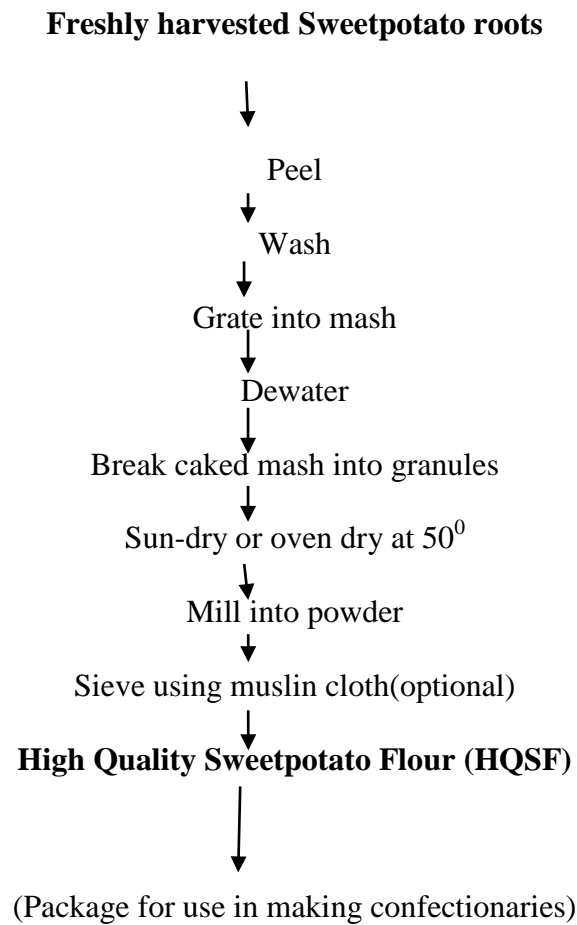 Freshly harvested Sweetpotato roots
Peel
Wash
Grate into mash
Dewater
Break caked mash into granules
Sun-dry or oven dry at 50⁰
Mill into powder
Sieve using muslin cloth(optional)
High Quality Sweetpotato Flour (HQSF)
(Package for use in making confectionaries)